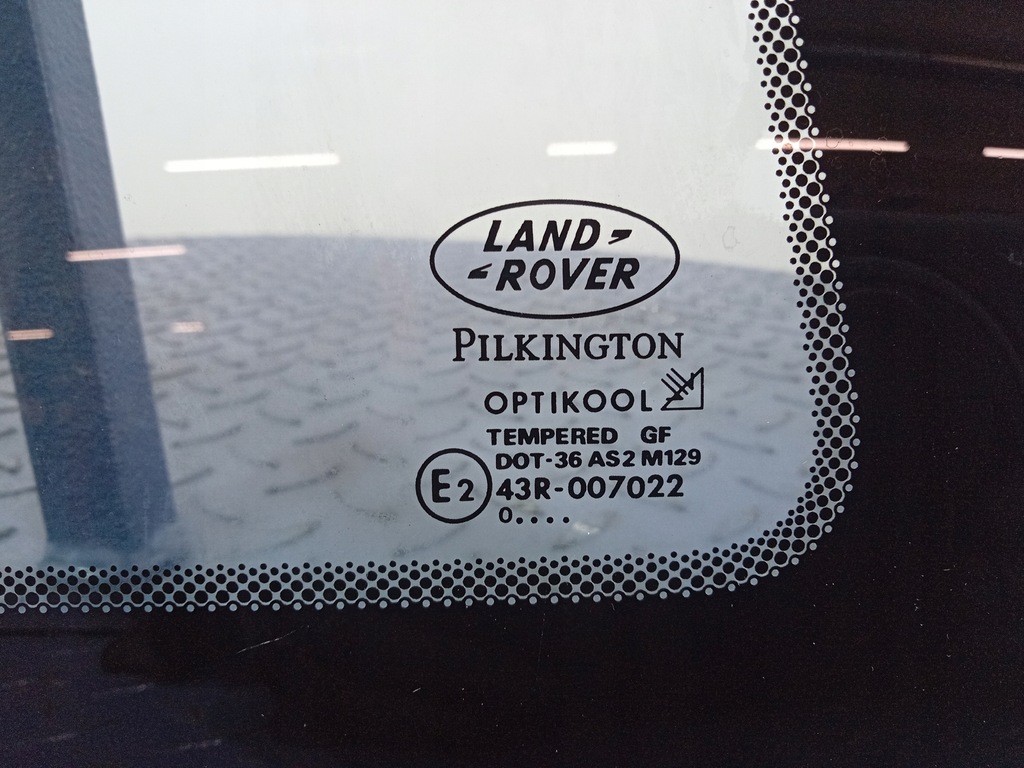 LAND
ROVER
PILKINGTON
OPTIKOOL
TEMPERED GF
DOT-36 AS2 M129
E2 43R-007022
0....